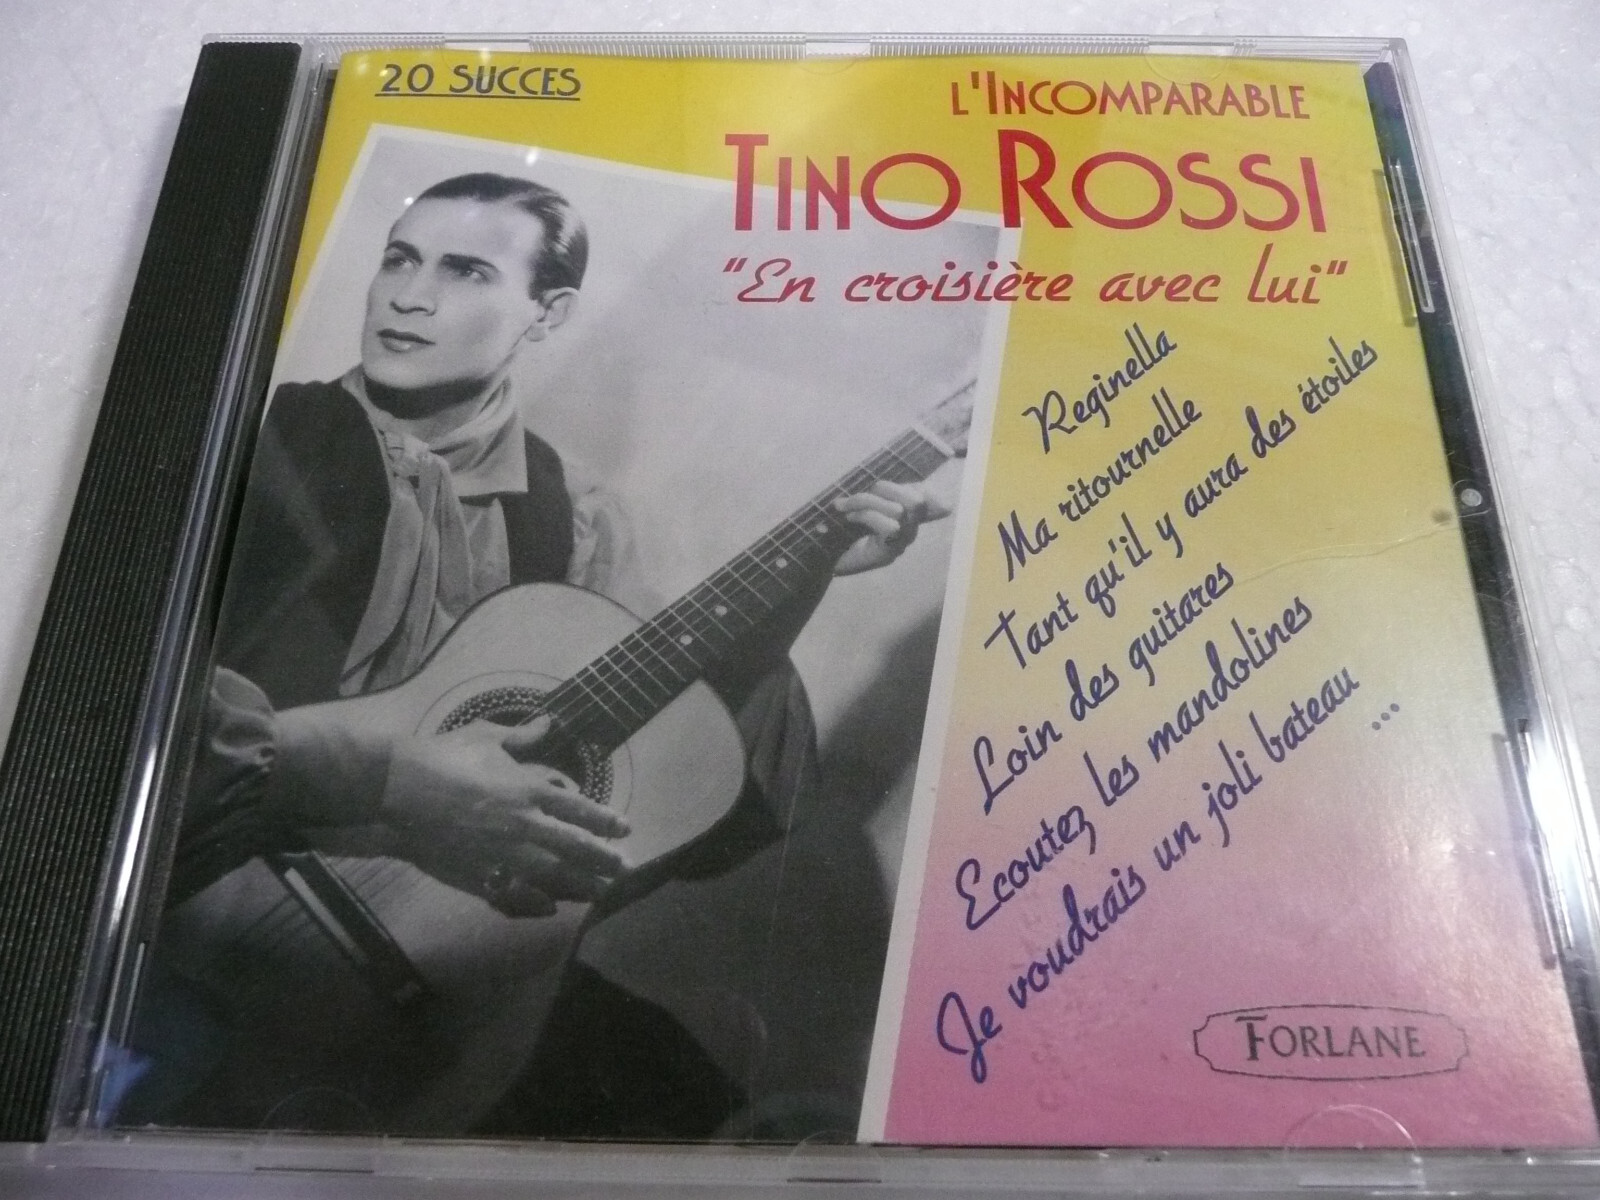 20 SUCCES
L'INCOMPARABLE
TINO ROSSI
"En croisière avec lui"
Reginella
Ma ritournelle
Tant qu'il y aura des étoiles
Loin des guitares
Ecoutez les mandolines
Je voudrais un joli bateau ...
FORLANE